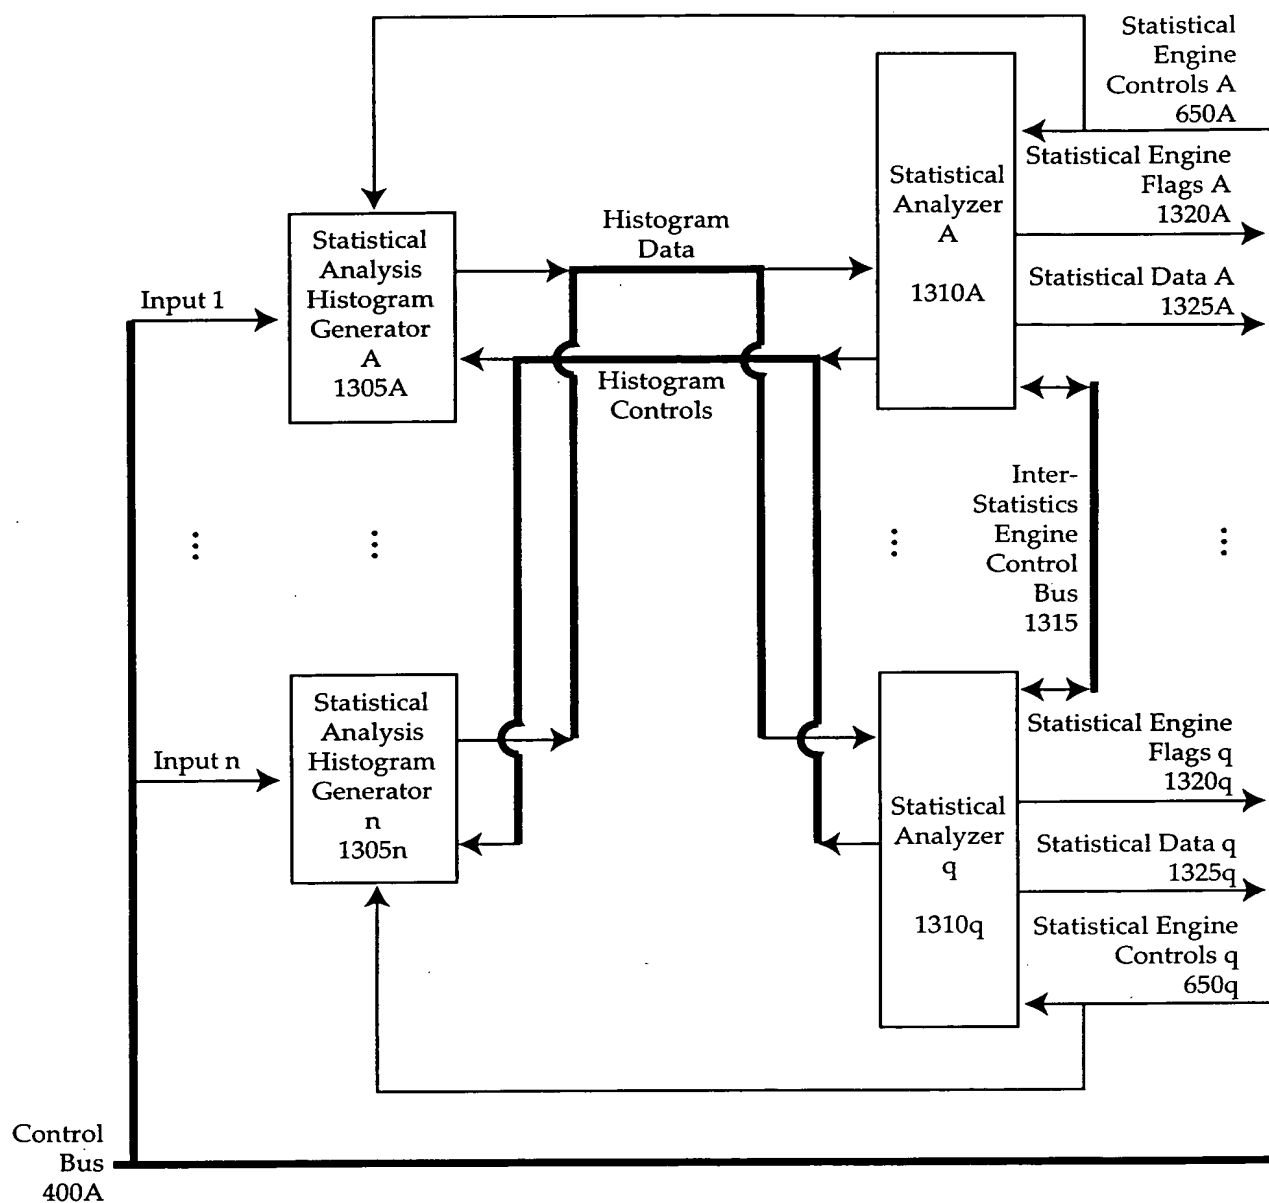 Statistical
Engine
Controls A
650A
Statistical Engine
Flags A
1320A
Statistical Data A
1325A
Statistical
Analyzer
A
1310A
Histogram
Data
Statistical
Analysis
Histogram
Generator
A
1305A
Input 1
Histogram
Controls
Inter-
Statistics
Engine
Control
Bus
1315
Statistical
Analysis
Histogram
Generator
n
1305n
Input n
Statistical
Analyzer
q
1310q
Statistical Engine
Flags q
1320q
Statistical Data q
1325q
Statistical Engine
Controls q
650q
Control
Bus
400A